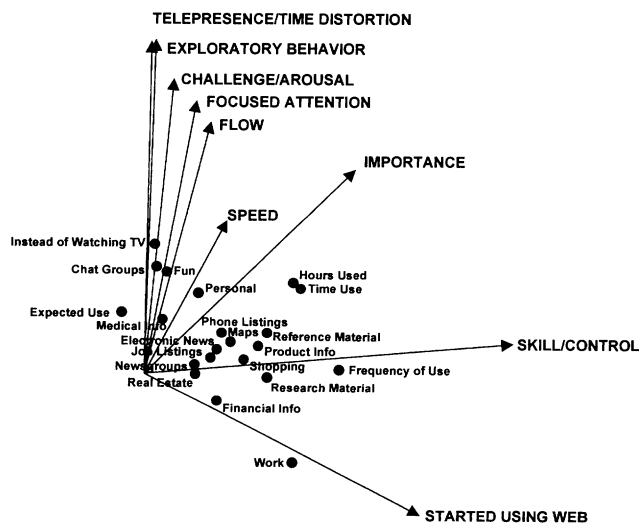 TELEPRESENCE/TIME DISTORTION
EXPLORATORY BEHAVIOR
CHALLENGE/AROUSAL
FOCUSED ATTENTION
FLOW
IMPORTANCE
SPEED
Instead of Watching TV
Chat Groups
Fun
Hours Used
Time Use
Personal
Expected Use
Medical Info
Phone Listings
Electronic News
Maps
Reference Material
Job Listings
Product Info
SKILL/CONTROL
Newsgroups
Shopping
Frequency of Use
Real Estate
Research Material
Financial Info
Work
STARTED USING WEB